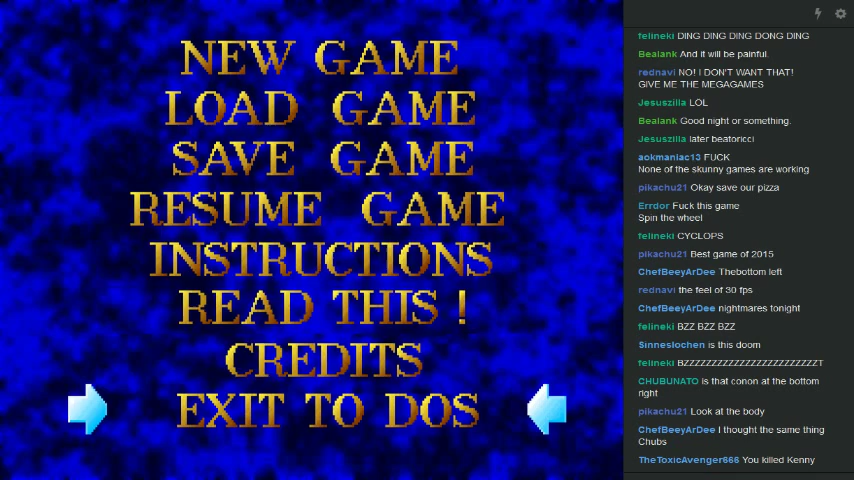 NEW GAME
LOAD GAME
SAVE GAME
RESUME GAME
INSTRUCTIONS
READ THIS !
CREDITS
EXIT TO DOS
felineki DING DING DING DONG DING
Bealank And it will be painful.
rednavi NO! I DON'T WANT THAT!
GIVE ME THE MEGAGAMES
Jesuszilla LOL
Bealank Good night or something.
Jesuszilla later beatoricci
aokmaniac13 FUCK
None of the skunny games are working
pikachu21 Okay save our pizza
Errdor Fuck this game
Spin the wheel
felineki CYCLOPS
pikachu21 Best game of 2015
ChefBeeyArDee Thebottom left
rednavi the feel of 30 fps
ChefBeeyArDee nightmares tonight
felineki BZZ BZZ BZZ
Sinneslochen is this doom
felineki BZZZZZZZZZZZZZZZZZZZZZZZT
CHUBUNATO is that conon at the bottom
right
pikachu21 Look at the body
ChefBeeyArDee I thought the same thing
Chubs
TheToxicAvenger666 You killed Kenny